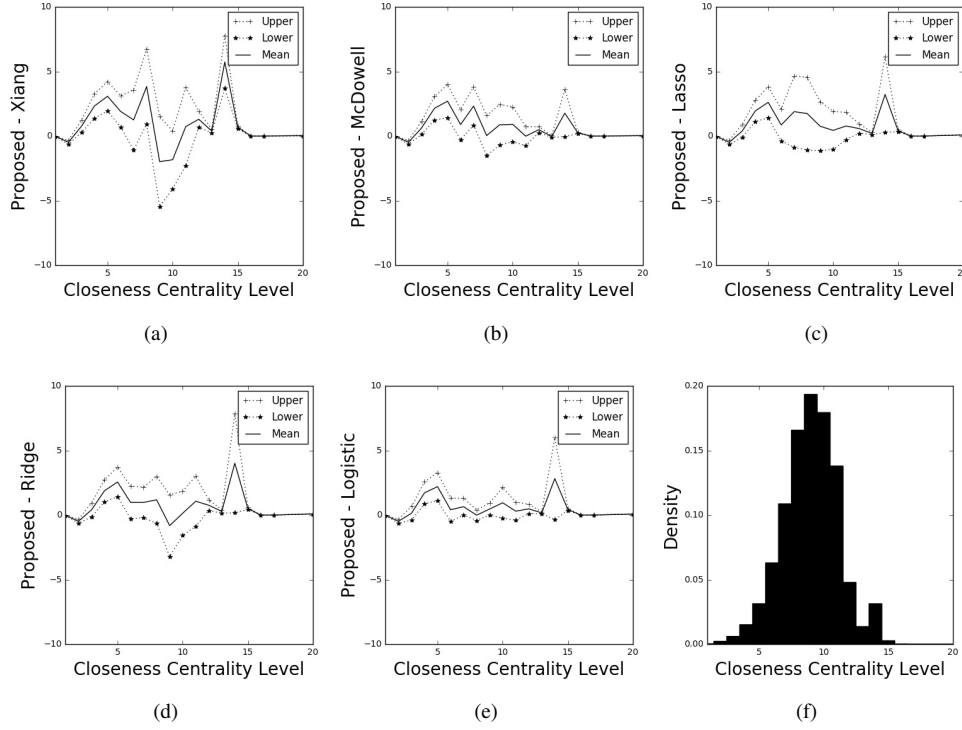 10
5
0
−5
−10
Proposed - Xiang
Upper
Lower
Mean
5 10 15 20
Closeness Centrality Level
(a)
10
5
0
−5
−10
Proposed - McDowell
Upper
Lower
Mean
5 10 15 20
Closeness Centrality Level
(b)
10
5
0
−5
−10
Proposed - Lasso
Upper
Lower
Mean
5 10 15 20
Closeness Centrality Level
(c)
10
5
0
−5
−10
Proposed - Ridge
Upper
Lower
Mean
5 10 15 20
Closeness Centrality Level
(d)
10
5
0
−5
−10
Proposed - Logistic
Upper
Lower
Mean
5 10 15 20
Closeness Centrality Level
(e)
0.20
0.15
0.10
0.05
0.00
Density
5 10 15 20
Closeness Centrality Level
(f)